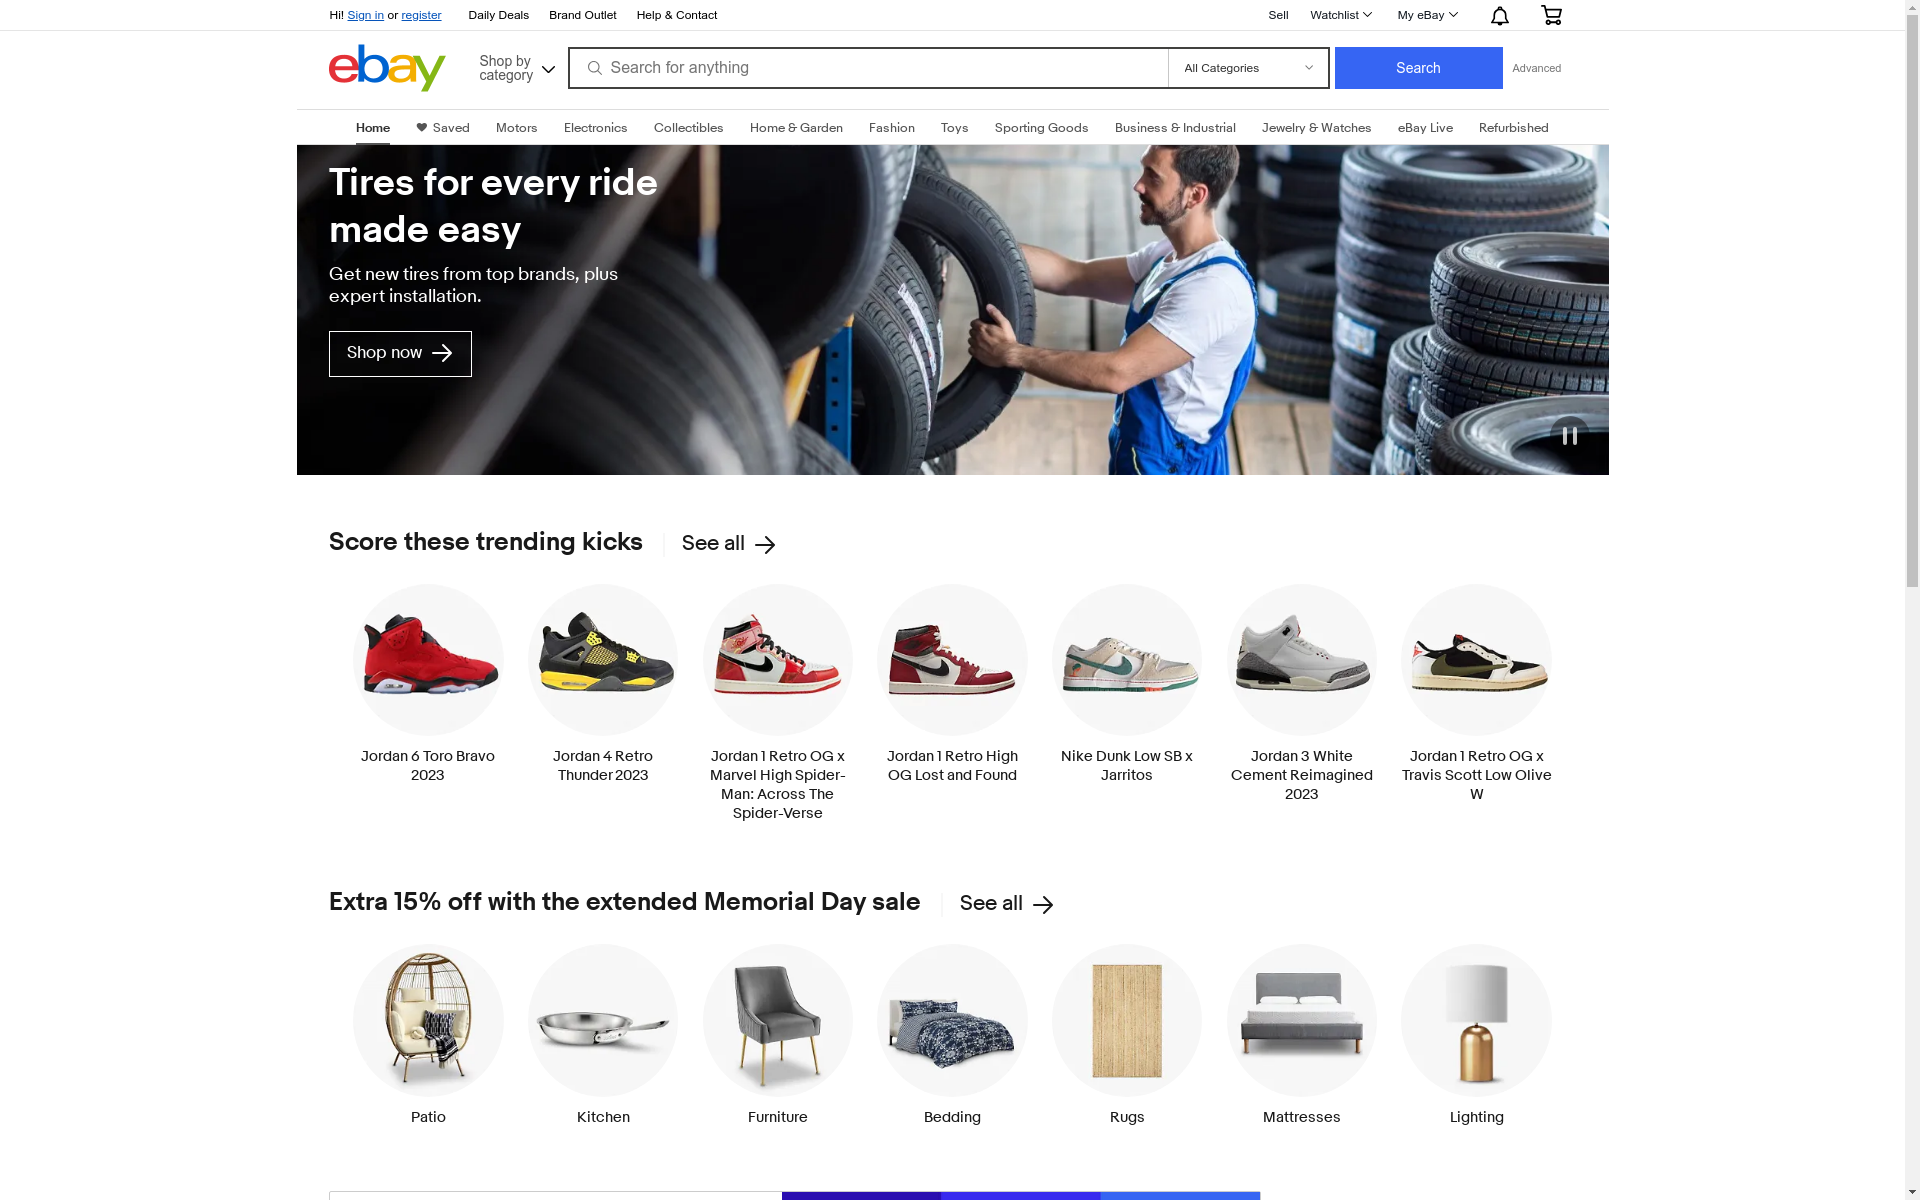 Hi! Sign in or register Daily Deals Brand Outlet Help & Contact Sell Watchlist My eBay
ebay Shop by category Search for anything All Categories Search Advanced
Home Saved Motors Electronics Collectibles Home & Garden Fashion Toys Sporting Goods Business & Industrial Jewelry & Watches eBay Live Refurbished
Tires for every ride
made easy
Get new tires from top brands, plus
expert installation.
Shop now
Score these trending kicks See all
Jordan 6 Toro Bravo
2023
Jordan 4 Retro
Thunder 2023
Jordan 1 Retro OG x
Marvel High Spider-
Man: Across The
Spider-Verse
Jordan 1 Retro High
OG Lost and Found
Nike Dunk Low SB x
Jarritos
Jordan 3 White
Cement Reimagined
2023
Jordan 1 Retro OG x
Travis Scott Low Olive
W
Extra 15% off with the extended Memorial Day sale See all
Patio Kitchen Furniture Bedding Rugs Mattresses Lighting